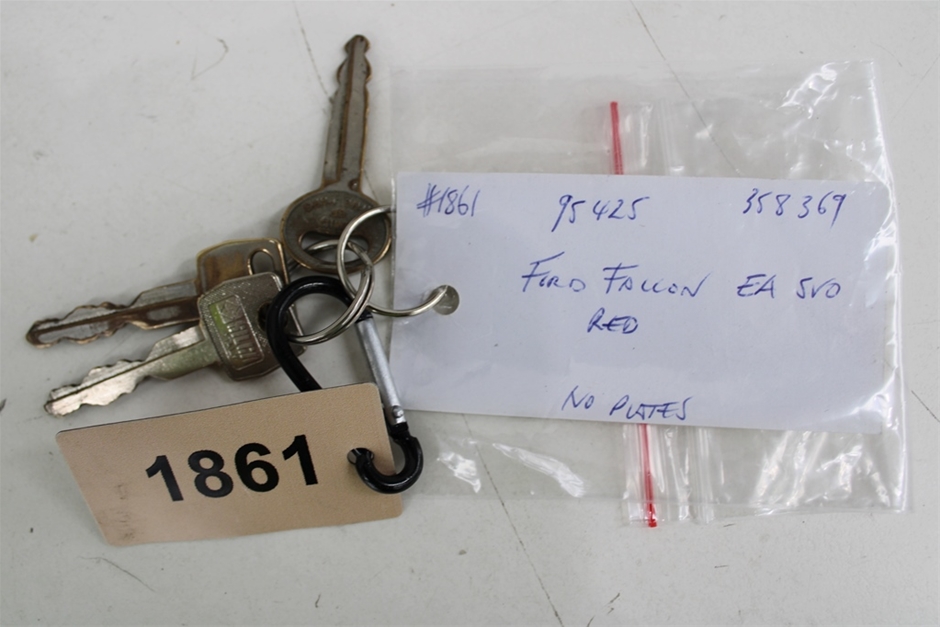 #1861 95425 358369
FORD FALCON EA SVO
RED
NO PLATES
1861